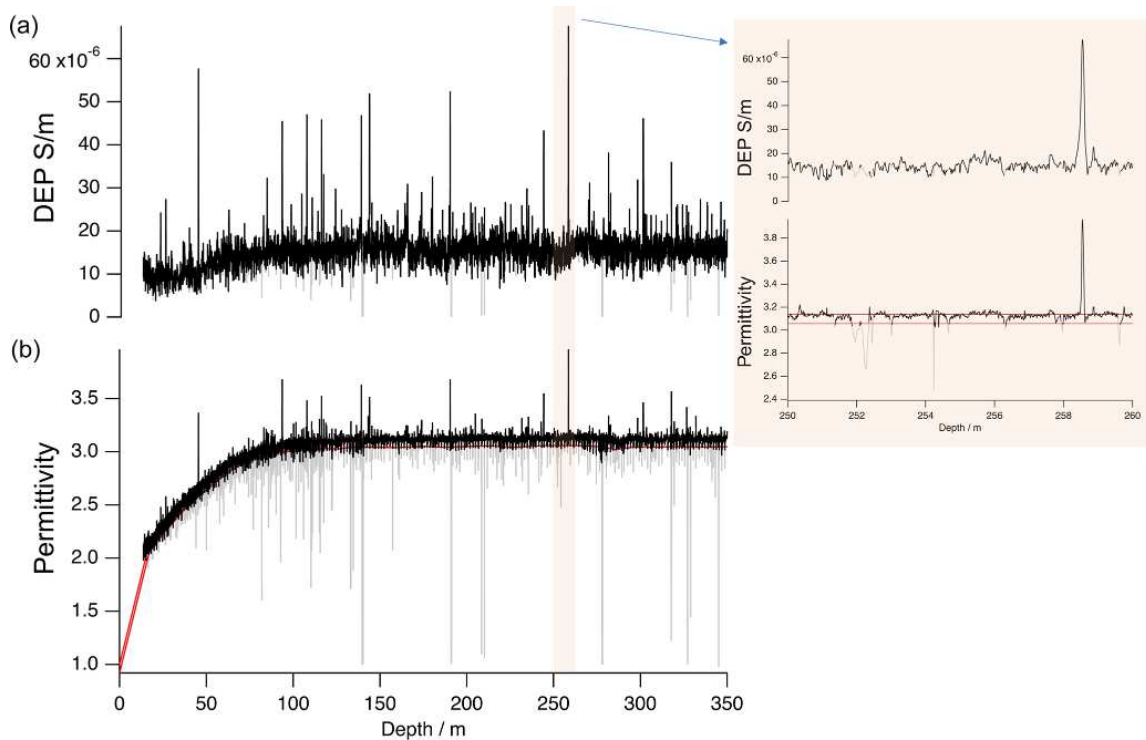 (a)
60 x10⁻⁶
50
40
30
20
10
0
DEP S/m
(b)
3.5
3.0
2.5
2.0
1.5
1.0
Permittivity
0 50 100 150 200 250 300 350
Depth / m
60 x10⁻⁶
50
40
30
20
10
0
DEP S/m
3.8
3.6
3.4
3.2
3.0
2.8
2.6
2.4
Permittivity
250 252 254 256 258 260
Depth / m